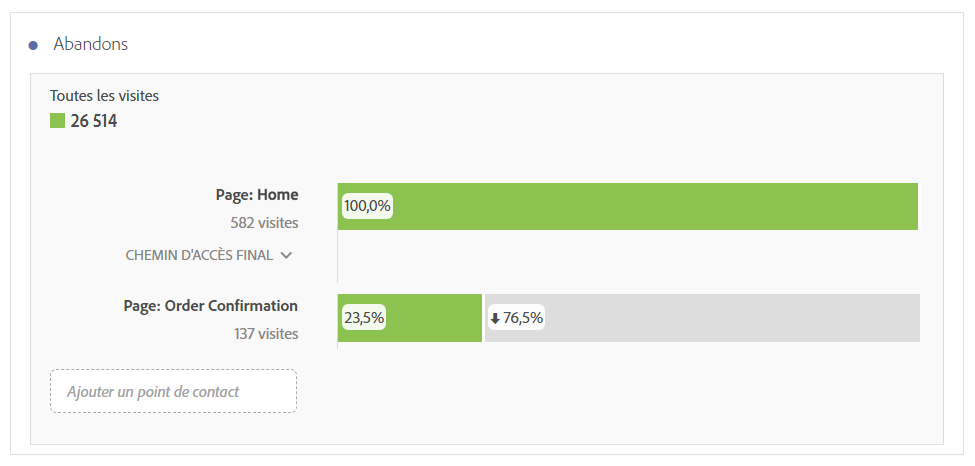 Abandons
Toutes les visites
26 514
Page: Home
582 visites
100,0%
CHEMIN D'ACCÈS FINAL
Page: Order Confirmation
137 visites
23,5%
76,5%
Ajouter un point de contact